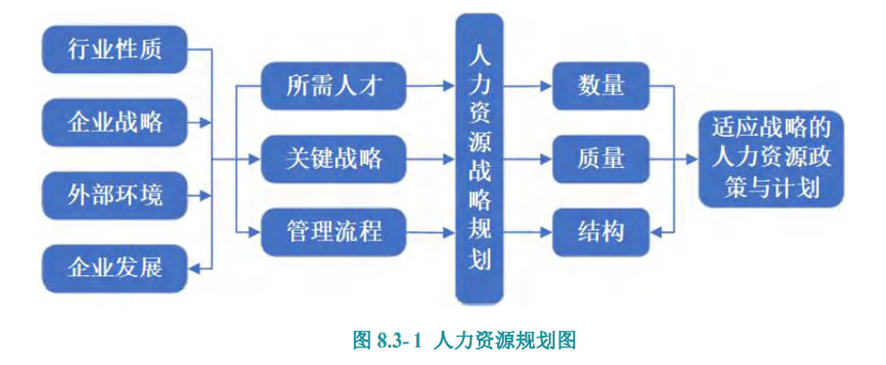 行业性质
企业战略
外部环境
企业发展
所需人才
关键战略
管理流程
人力资源战略规划
数量
质量
结构
适应战略的
人力资源政
策与计划
图 8.3-1 人力资源规划图